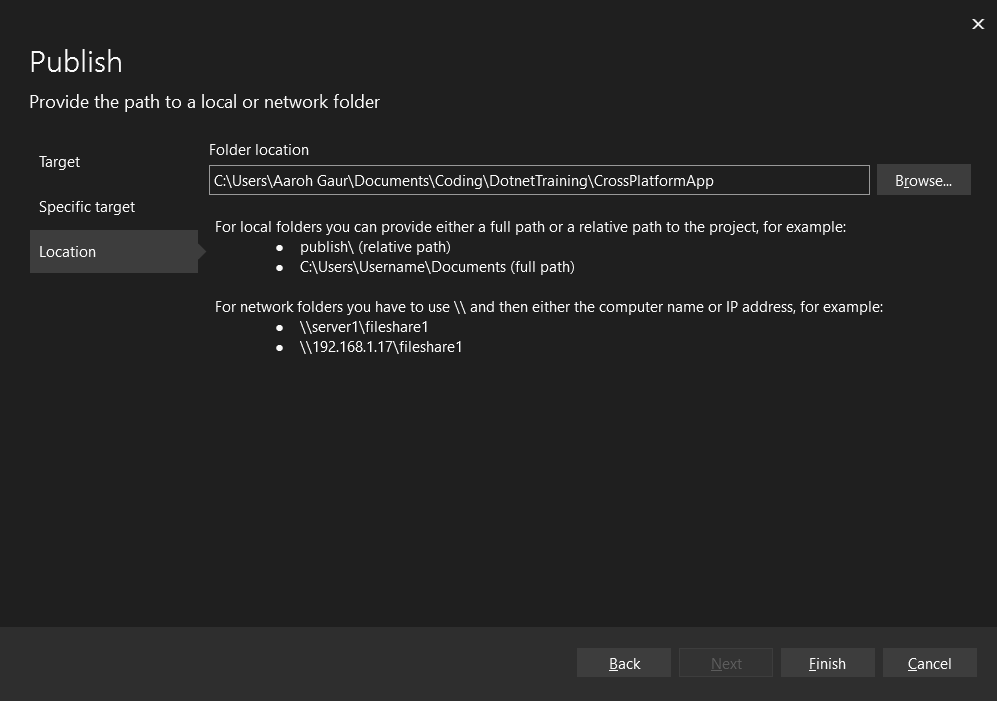 Publish
Provide the path to a local or network folder
Target
Specific target
Location
Folder location
C:\Users\Aaroh Gaur\Documents\Coding\DotnetTraining\CrossPlatformApp
Browse...
For local folders you can provide either a full path or a relative path to the project, for example:
● publish\ (relative path)
● C:\Users\Username\Documents (full path)
For network folders you have to use \\ and then either the computer name or IP address, for example:
● \\server1\fileshare1
● \\192.168.1.17\fileshare1
Back Next Finish Cancel